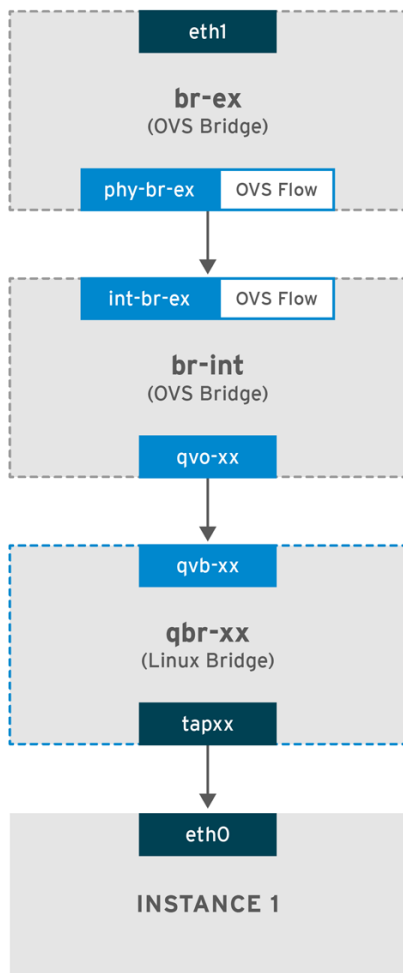 eth1
br-ex
(OVS Bridge)
phy-br-ex OVS Flow
int-br-ex OVS Flow
br-int
(OVS Bridge)
qvo-xx
qvb-xx
qbr-xx
(Linux Bridge)
tapxx
eth0
INSTANCE 1